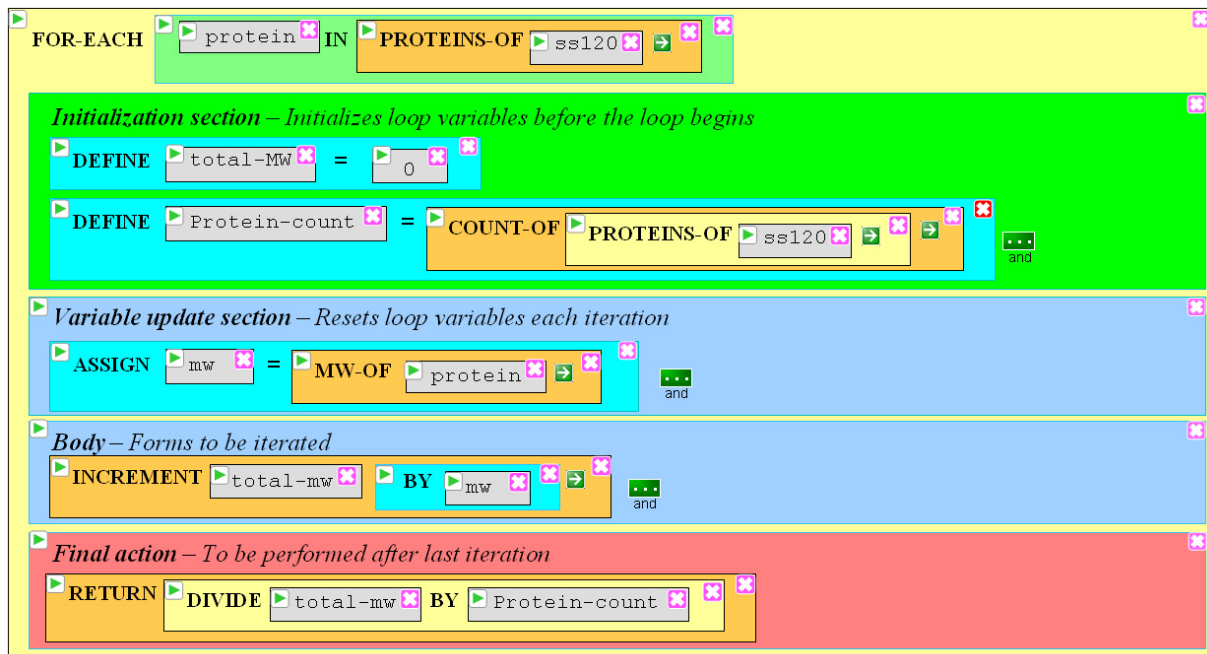 FOR-EACH protein IN PROTEINS-OF ss120
Initialization section – Initializes loop variables before the loop begins
DEFINE total-MW = 0
DEFINE Protein-count = COUNT-OF PROTEINS-OF ss120
... and
Variable update section – Resets loop variables each iteration
ASSIGN mw = MW-OF protein
... and
Body – Forms to be iterated
INCREMENT total-mw BY mw
... and
Final action – To be performed after last iteration
RETURN DIVIDE total-mw BY Protein-count